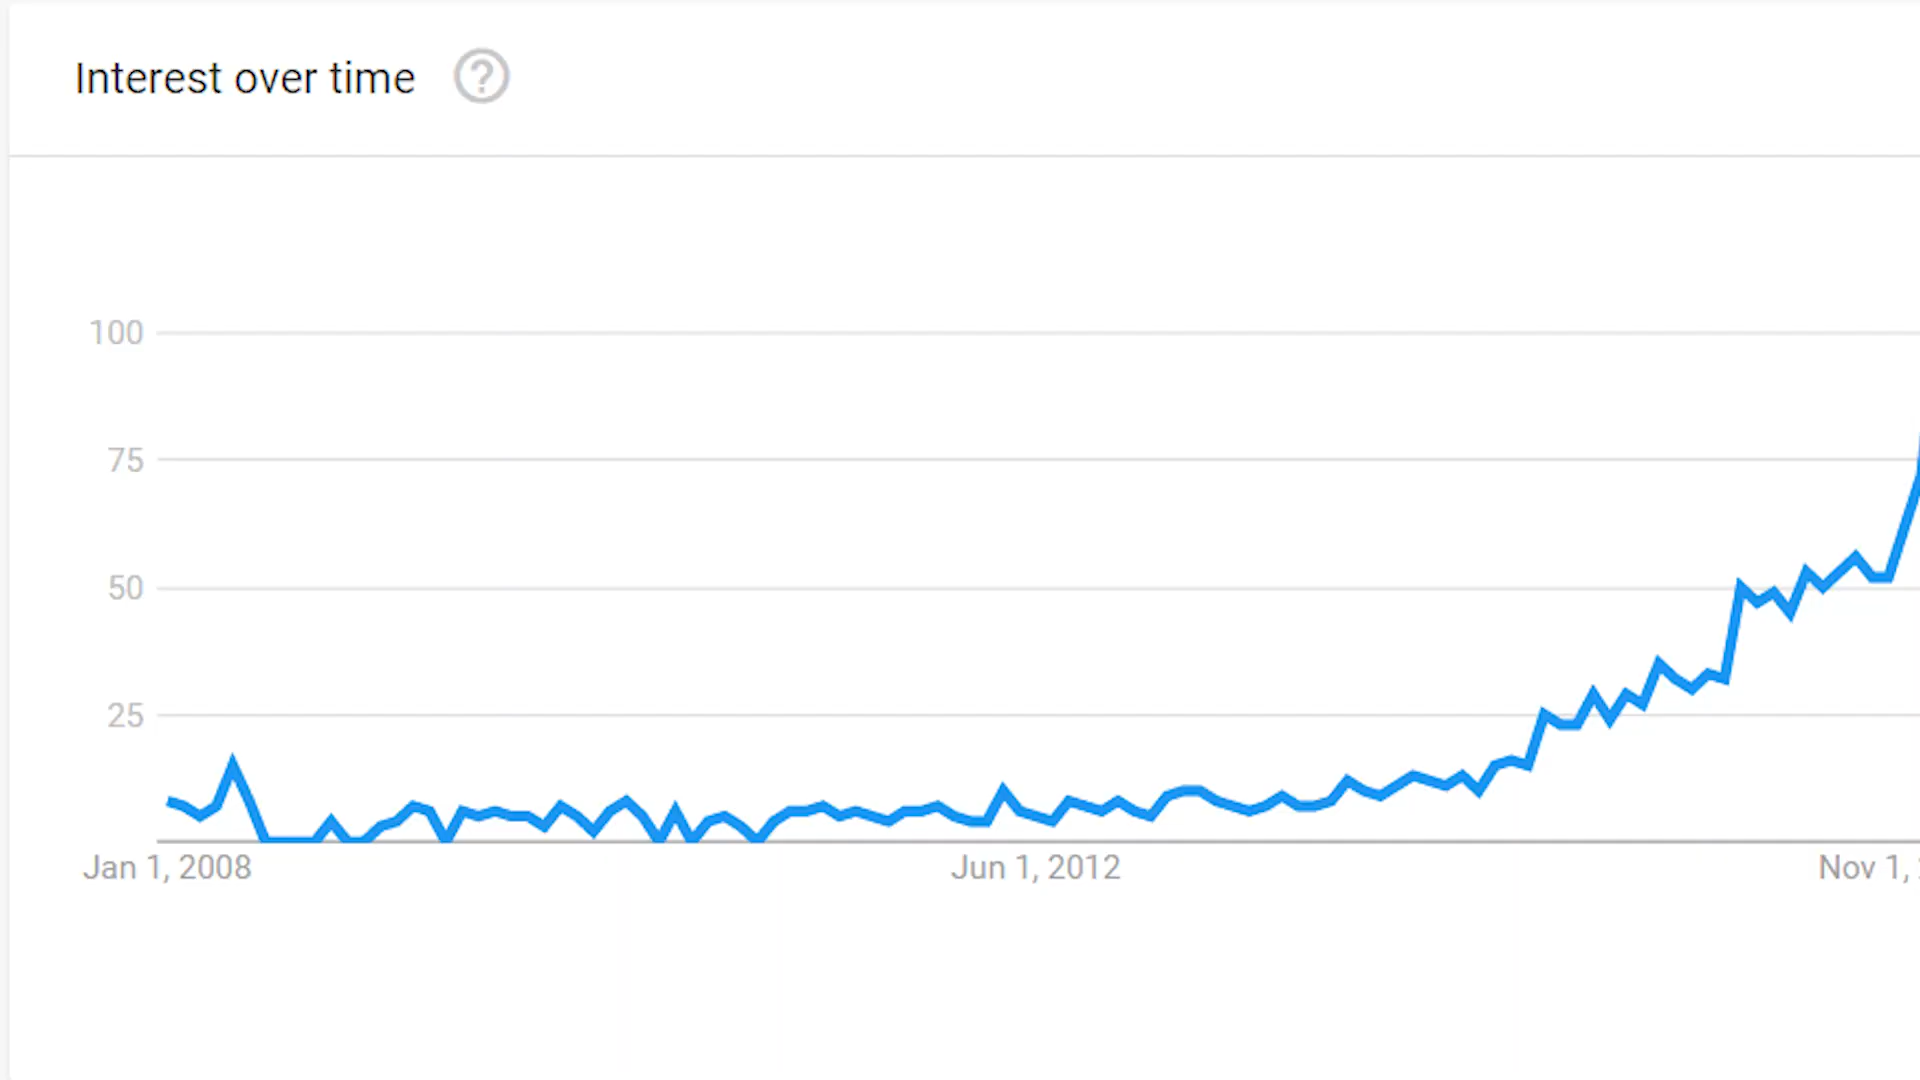 Interest over time ?
100
75
50
25
Jan 1, 2008 Jun 1, 2012 Nov 1,